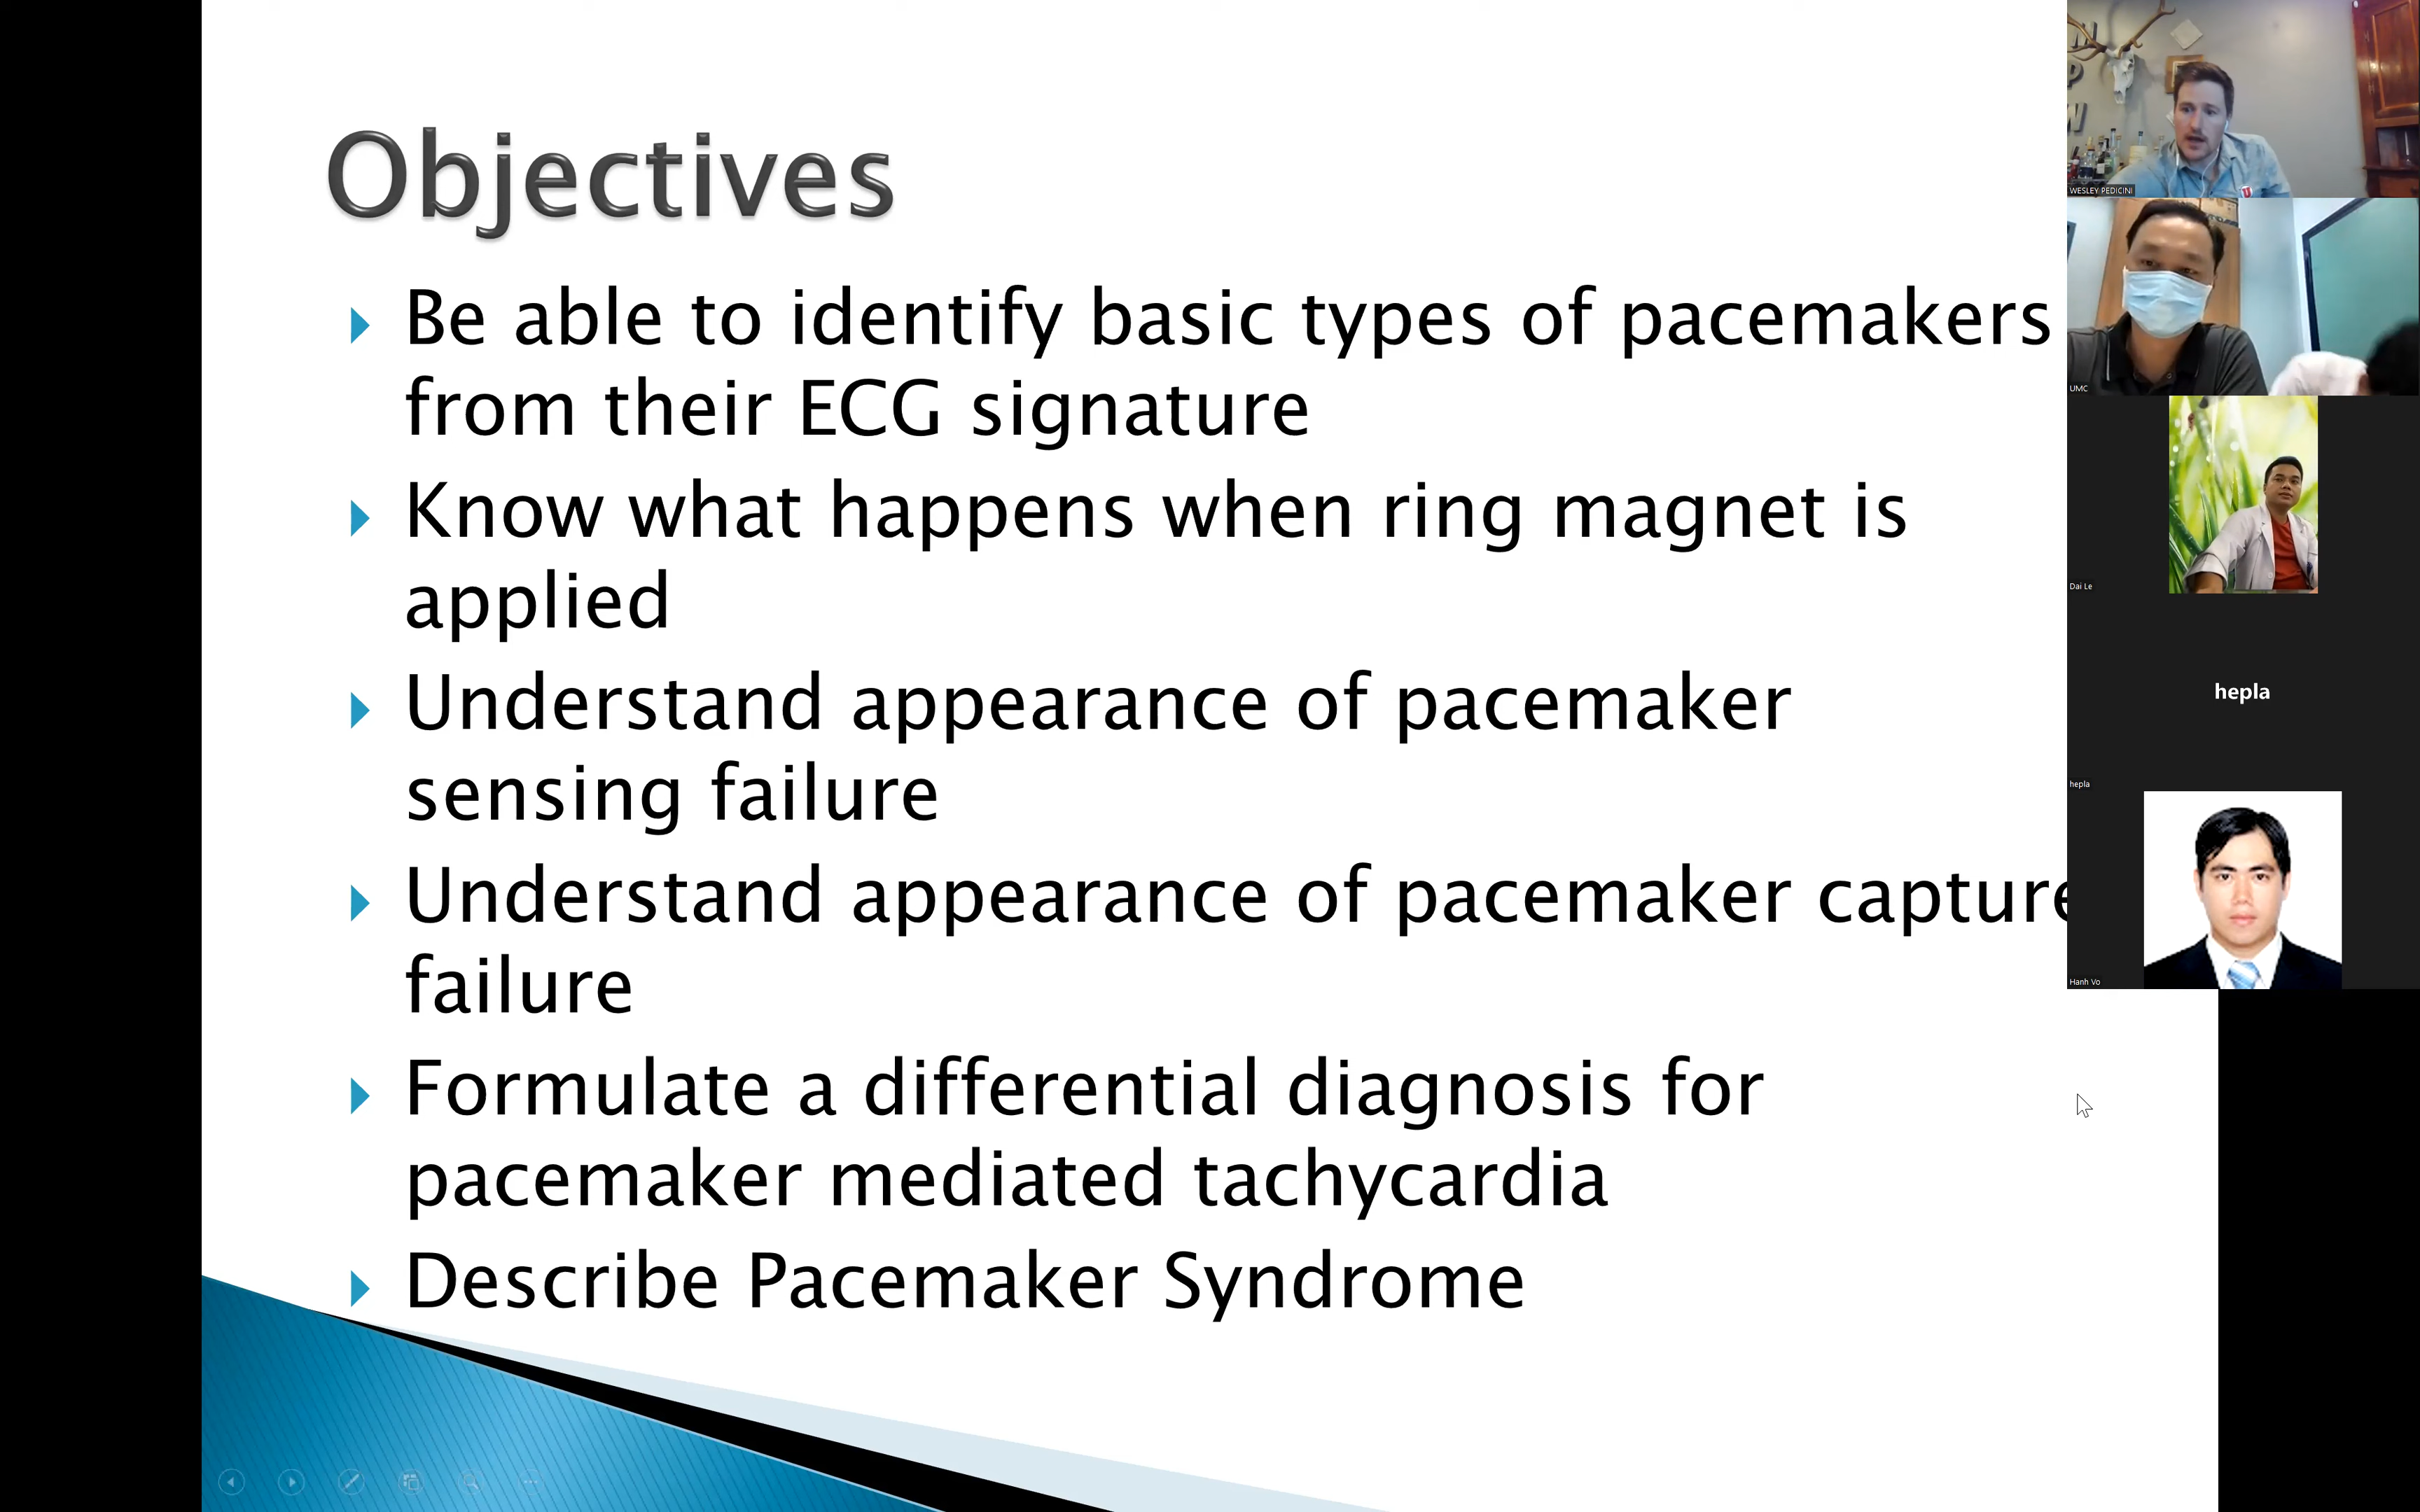 Objectives
Be able to identify basic types of pacemakers
from their ECG signature
Know what happens when ring magnet is
applied
Understand appearance of pacemaker
sensing failure
Understand appearance of pacemaker capture
failure
Formulate a differential diagnosis for
pacemaker mediated tachycardia
Describe Pacemaker Syndrome
WESLEY PEDICINI
UMC
Dai Le
hepla
hepla
Hanh Vo